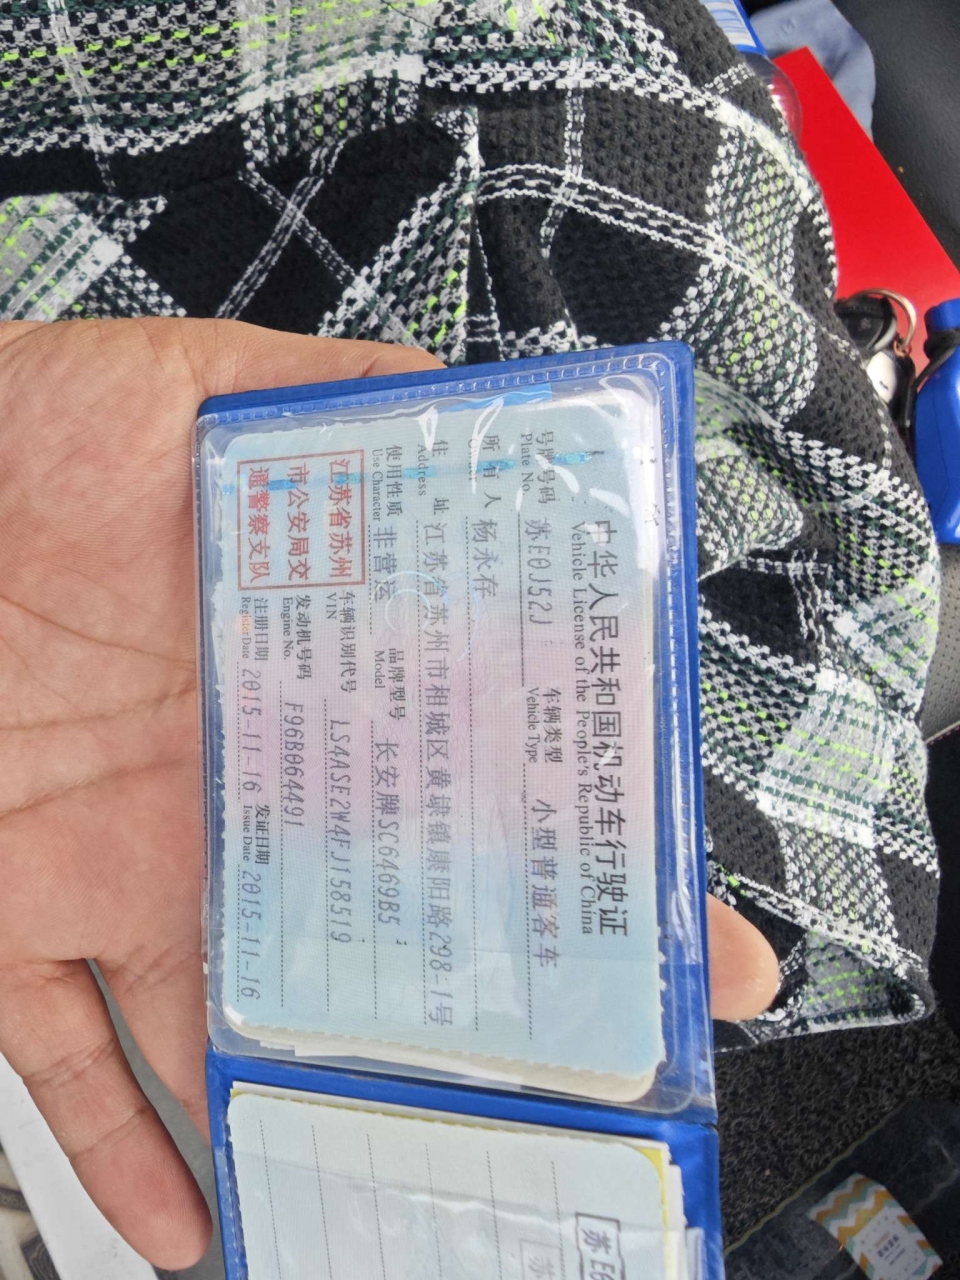 中华人民共和国机动车行驶证
Vehicle License of the People's Republic of China
号牌号码 苏E0J52J 车辆类型 小型普通客车
Plate No. Vehicle Type
所有人 杨永存
住址 江苏省苏州市相城区黄埭镇康阳路298-1号
Address
使用性质 非营运 品牌型号 长安牌SC6469B5
Use Character Model
江苏省苏州
市公安局交
通警察支队
车辆识别代号 LS4ASE2W4FJ158519
VIN
发动机号码 F96B064491
Engine No.
注册日期 2015-11-16 发证日期 2015-11-16
Register Date Issue Date
苏E6
苏